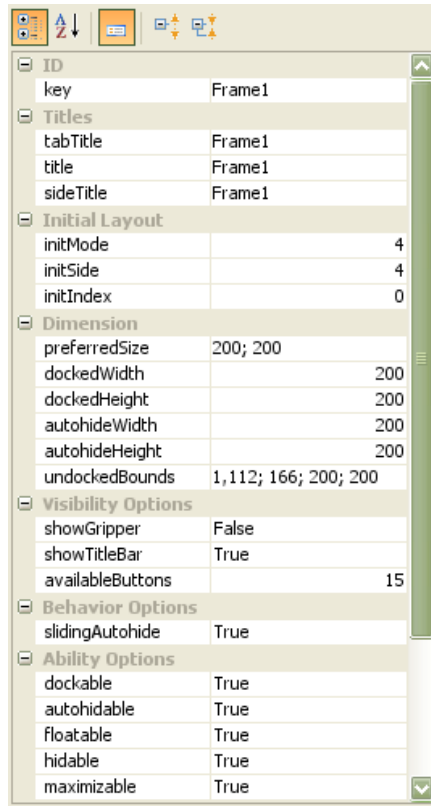 A
Z
ID
key Frame1
Titles
tabTitle Frame1
title Frame1
sideTitle Frame1
Initial Layout
initMode 4
initSide 4
initIndex 0
Dimension
preferredSize 200; 200
dockedWidth 200
dockedHeight 200
autohideWidth 200
autohideHeight 200
undockedBounds 1,112; 166; 200; 200
Visibility Options
showGripper False
showTitleBar True
availableButtons 15
Behavior Options
slidingAutohide True
Ability Options
dockable True
autohidable True
floatable True
hidable True
maximizable True